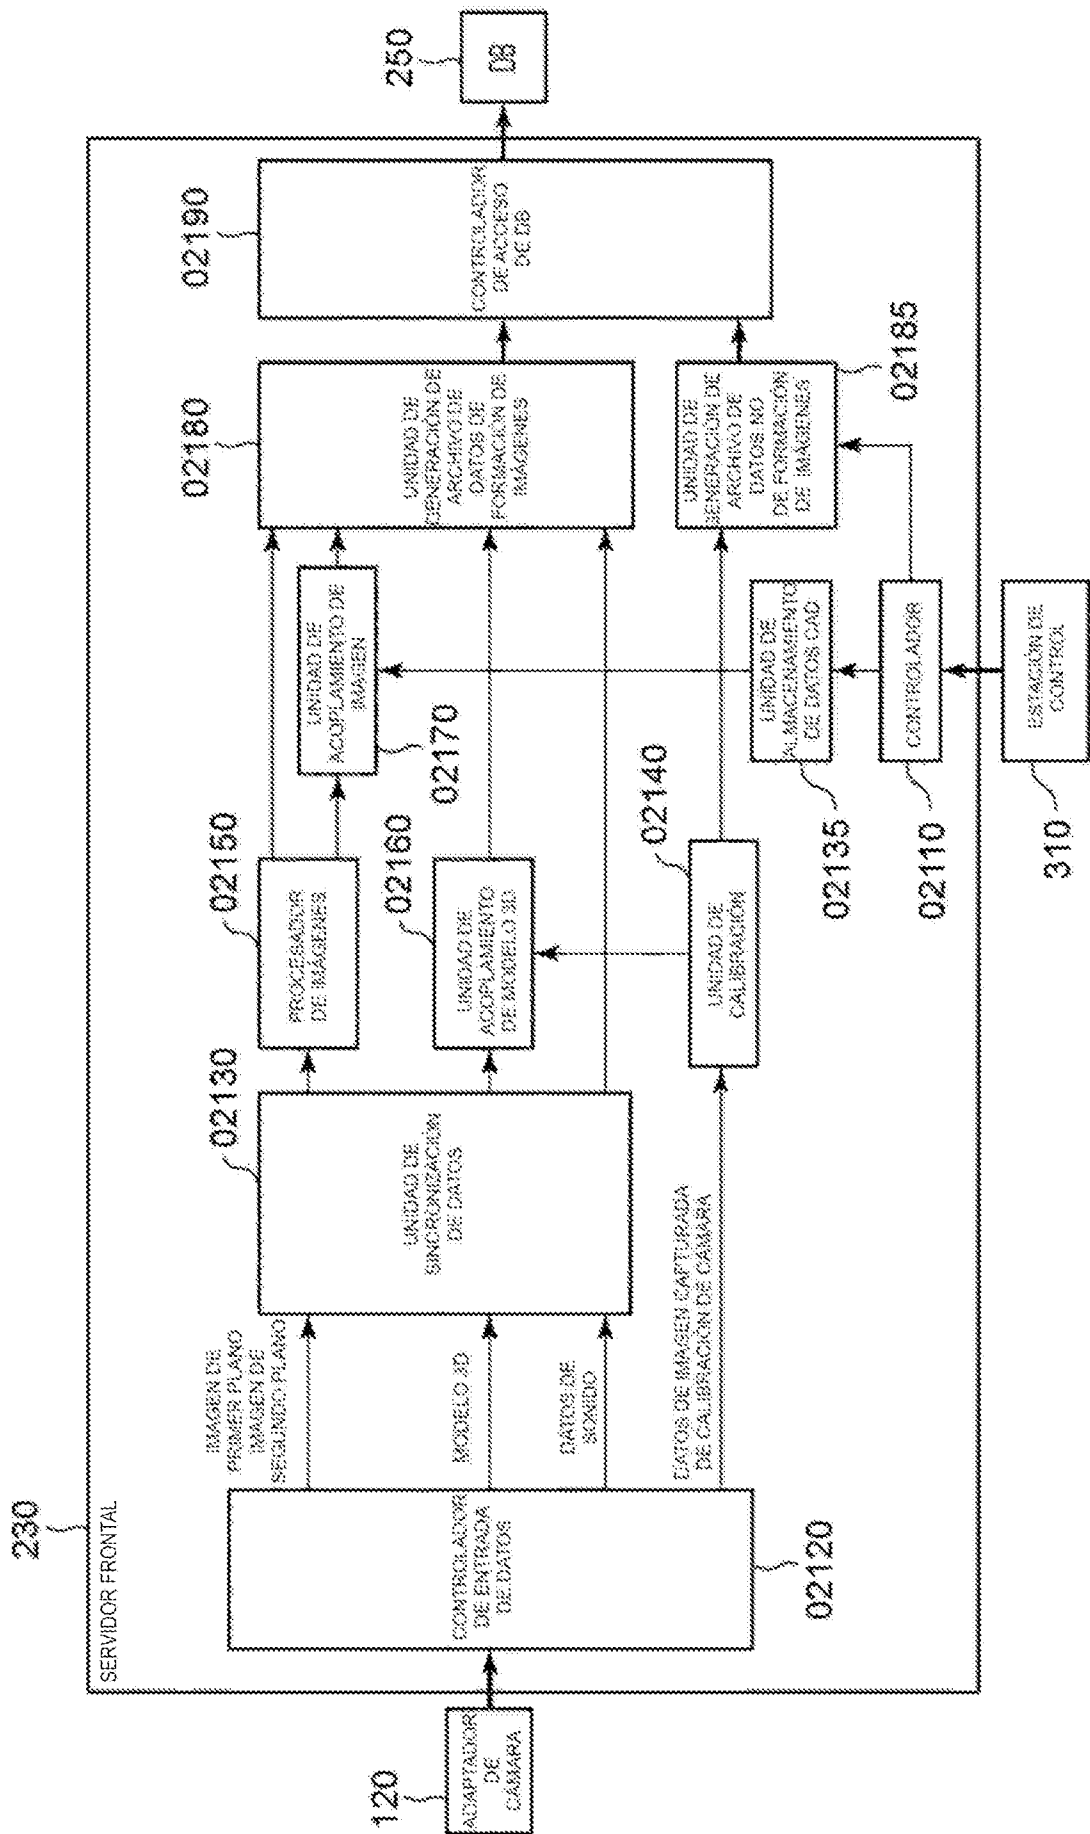 230
SERVIDOR FRONTAL
120
ADAPTADOR
DE
CÁMARA
CONTROLADOR
DE ENTRADA
DE DATOS
02120
IMAGEN DE
PRIMER PLANO
IMAGEN DE
SEGUNDO PLANO
MODELO 3D
DATOS DE
SONIDO
DATOS DE IMAGEN CAPTURADA
DE CALIBRACIÓN DE CÁMARA
02130
UNIDAD DE
SINCRONIZACIÓN
DE DATOS
02150
PROCESADOR
DE IMÁGENES
02160
UNIDAD DE
ACOPLAMIENTO
DE MODELO 3D
02140
UNIDAD DE
CALIBRACIÓN
UNIDAD DE
ACOPLAMIENTO DE
IMAGEN
02170
UNIDAD DE
ALMACENAMIENTO
DE DATOS CAD
02135
CONTROLADOR
02110
ESTACIÓN DE
CONTROL
310
02180
UNIDAD DE
GENERACIÓN DE
ARCHIVO DE
DATOS DE
FORMACIÓN DE
IMÁGENES
UNIDAD DE
GENERACIÓN DE
ARCHIVO DE
DATOS NO
DE FORMACIÓN
DE IMÁGENES
02185
02190
CONTROLADOR
DE ACCESO
DE DB
250
DB